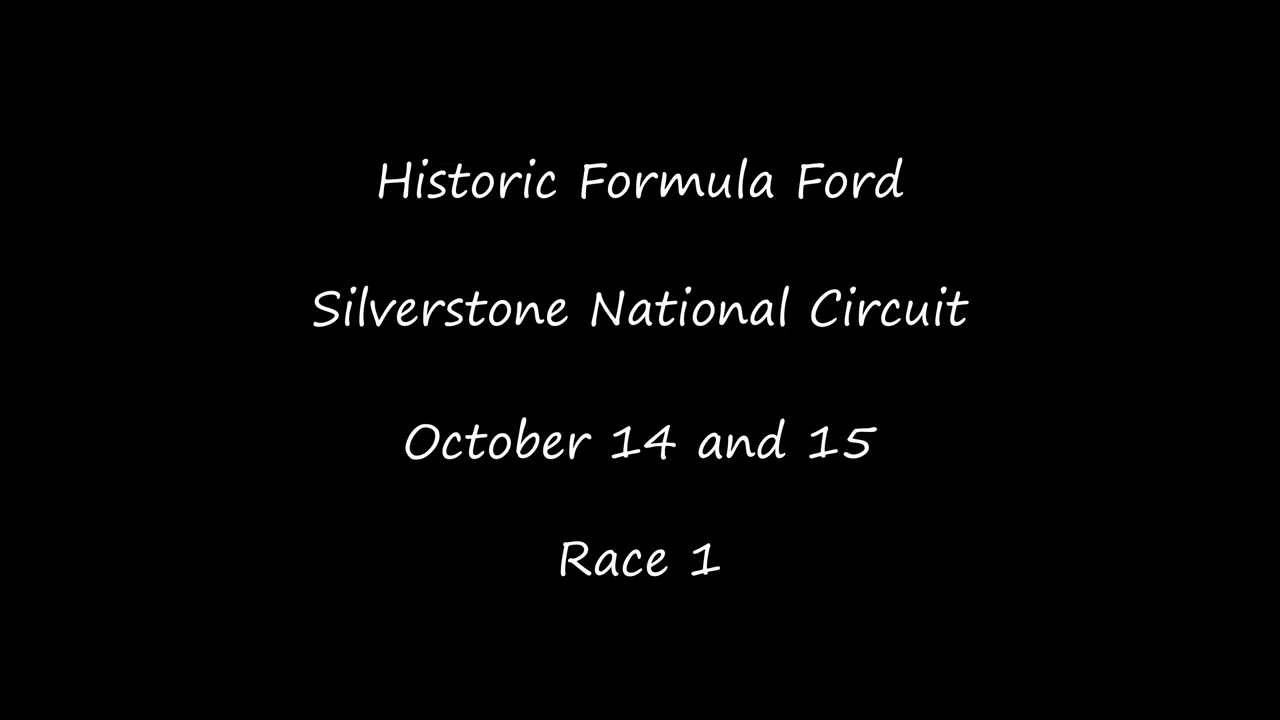 Historic Formula Ford
Silverstone National Circuit
October 14 and 15
Race 1